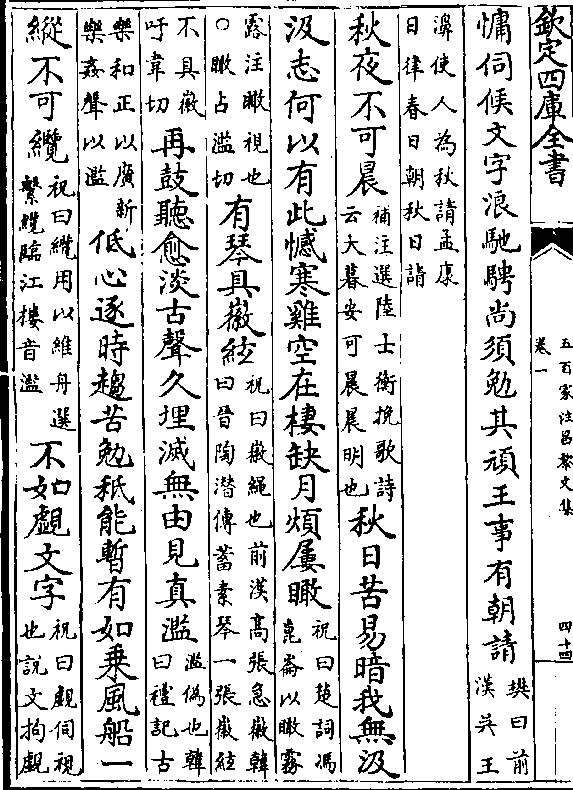 欽定四庫全書
五百家注昌黎文集
卷一
四十四
慵伺候文字浪馳騁尚須勉其頑王事有朝請樊曰前漢吳王
濞使人為秋請孟康曰律春日朝秋日詣
秋夜不可晨補注選陸士衡挽歌詩云大暮安可晨晨明也秋日苦易暗我無汲
汲志何以有此憾寒雞空在棲缺月煩屢瞰祝曰楚詞馮崑崙以瞰霧
露注瞰視也○瞰占濫切有琴具徽絃祝曰徽繩也前漢高張急徽韓曰晉陶潛傳蓄素琴一張徽絃
不具徽吁韋切再鼓聽愈淡古聲久埋滅無由見真濫濫偽也韓曰禮記古
樂和正以廣新樂姦聲以濫低心逐時趨苦勉秖能暫有如乗風船一
縱不可纜祝曰纜用以維舟選繫纜臨江樓音濫不如覷文字祝曰覷伺視也說文拘覷